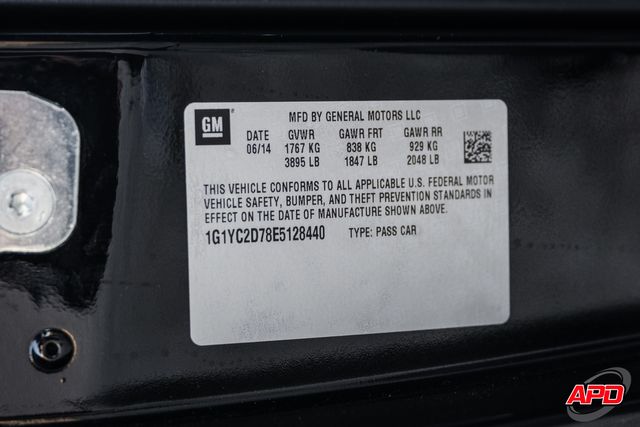 GM MFD BY GENERAL MOTORS LLC
DATE GVWR GAWR FRT GAWR RR
06/14 1767 KG 838 KG 929 KG
3895 LB 1847 LB 2048 LB
THIS VEHICLE CONFORMS TO ALL APPLICABLE U.S. FEDERAL MOTOR
VEHICLE SAFETY, BUMPER, AND THEFT PREVENTION STANDARDS IN
EFFECT ON THE DATE OF MANUFACTURE SHOWN ABOVE.
1G1YC2D78E5128440 TYPE: PASS CAR
APD